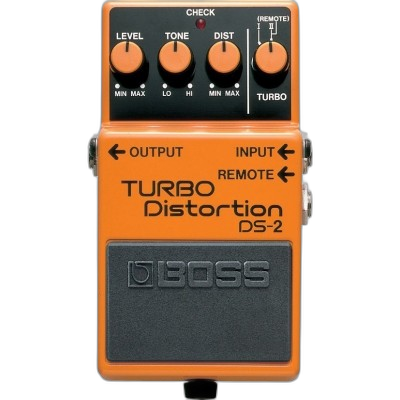 CHECK
(REMOTE)
I II
LEVEL TONE DIST
MIN MAX LO HI MIN MAX TURBO
OUTPUT INPUT
REMOTE
TURBO
Distortion
DS-2
BOSS